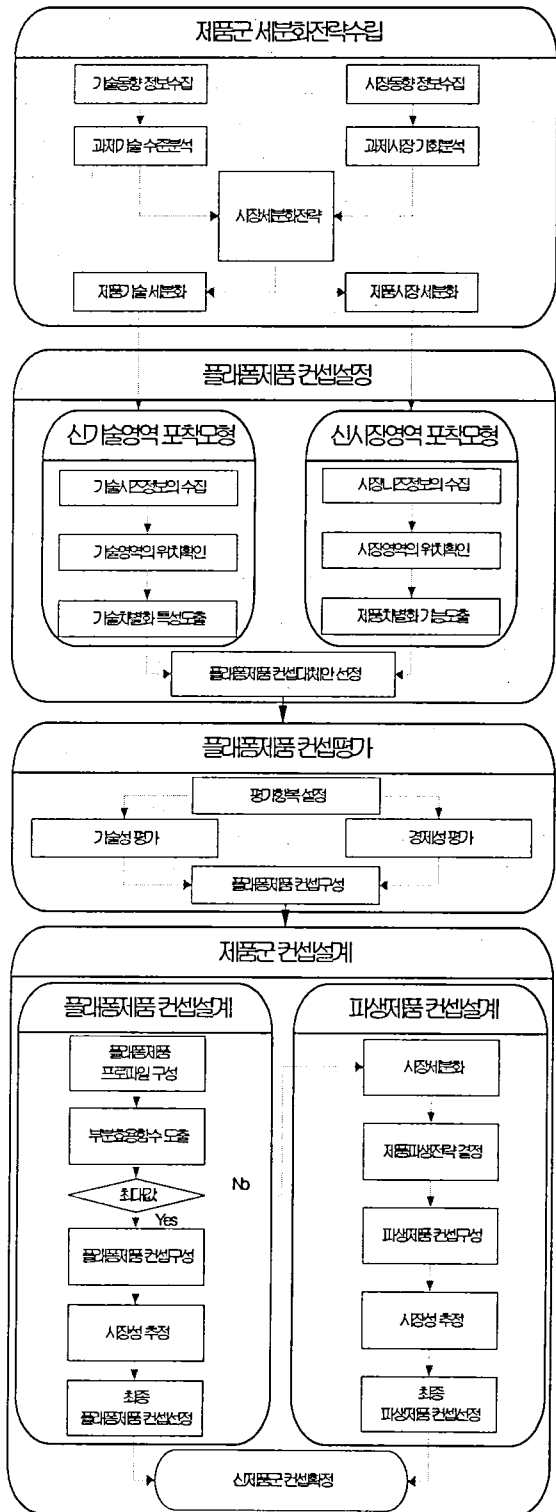 제품군 세분화전략수립
기술동향 정보수집
시장동향 정보수집
과제기술 수준분석
과제시장 기회분석
시장세분화전략
제품기술 세분화
제품시장 세분화
플래폼제품 컨셉설정
신기술영역 포착모형
신시장영역 포착모형
기술시즈정보의 수집
시장니즈정보의 수집
기술영역의 위치확인
시장영역의 위치확인
기술차별화 특성도출
제품차별화 기능도출
플래폼제품 컨셉대체안 선정
플래폼제품 컨셉평가
평가항목 설정
기술성 평가
경제성 평가
플래폼제품 컨셉구성
제품군 컨셉설계
플래폼제품 컨셉설계
파생제품 컨셉설계
플래폼제품
프로파일 구성
시장세분화
부분효용함수 도출
제품파생전략 결정
최대값
No
Yes
플래폼제품 컨셉구성
파생제품 컨셉구성
시장성 추정
시장성 추정
최종
플래폼제품 컨셉선정
최종
파생제품 컨셉선정
신제품군 컨셉확정